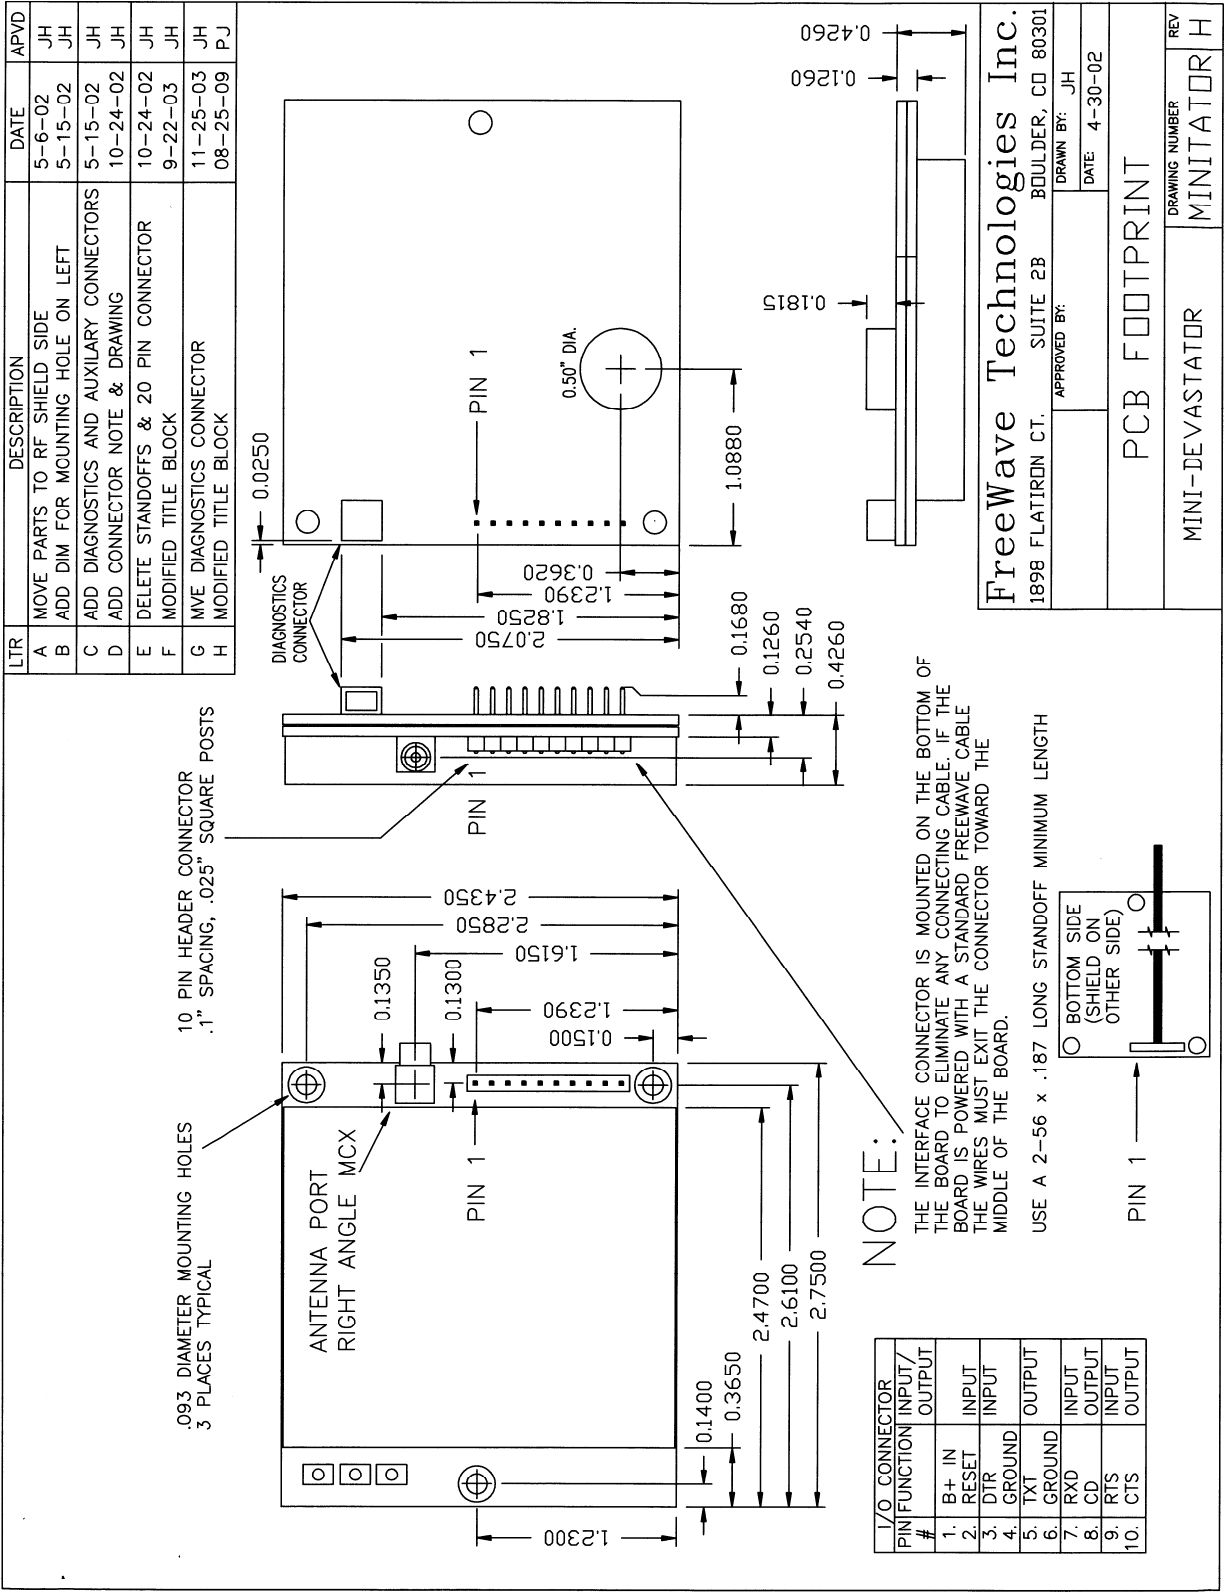 LTR DESCRIPTION DATE APVD
A MOVE PARTS TO RF SHIELD SIDE 5-6-02 JH
B ADD DIM FOR MOUNTING HOLE ON LEFT 5-15-02 JH
C ADD DIAGNOSTICS AND AUXILARY CONNECTORS 5-15-02 JH
D ADD CONNECTOR NOTE & DRAWING 10-24-02 JH
E DELETE STANDOFFS & 20 PIN CONNECTOR 10-24-02 JH
F MODIFIED TITLE BLOCK 9-22-03 JH
G MVE DIAGNOSTICS CONNECTOR 11-25-03 JH
H MODIFIED TITLE BLOCK 08-25-09 PJ
.093 DIAMETER MOUNTING HOLES
3 PLACES TYPICAL
10 PIN HEADER CONNECTOR
.1" SPACING, .025" SQUARE POSTS
DIAGNOSTICS
CONNECTOR
0.0250
ANTENNA PORT
RIGHT ANGLE MCX
PIN 1
0.1350
0.1300
2.4350
2.2850
1.6150
1.2390
0.1500
1.2300
0.1400
0.3650
2.4700
2.6100
2.7500
PIN 1
0.1680
0.1260
0.2540
0.4260
2.0750
1.8250
1.2390
0.3620
PIN 1
0.50" DIA.
1.0880
0.1815
0.1260
0.4260
NOTE:
THE INTERFACE CONNECTOR IS MOUNTED ON THE BOTTOM OF
THE BOARD TO ELIMINATE ANY CONNECTING CABLE. IF THE
BOARD IS POWERED WITH A STANDARD FREEWAVE CABLE
THE WIRES MUST EXIT THE CONNECTOR TOWARD THE
MIDDLE OF THE BOARD.
USE A 2-56 x .187 LONG STANDOFF MINIMUM LENGTH
BOTTOM SIDE
(SHIELD ON
OTHER SIDE)
PIN 1
I/O CONNECTOR
PIN # FUNCTION INPUT/OUTPUT
1. B+ IN
2. RESET INPUT
3. DTR INPUT
4. GROUND
5. TXT OUTPUT
6. GROUND
7. RXD INPUT
8. CD OUTPUT
9. RTS INPUT
10. CTS OUTPUT
FreeWave Technologies Inc.
1898 FLATIRON CT. SUITE 2B BOULDER, CO 80301
APPROVED BY: DRAWN BY: JH
DATE: 4-30-02
PCB FOOTPRINT
MINI-DEVASTATOR
DRAWING NUMBER
MINITATOR
REV
H